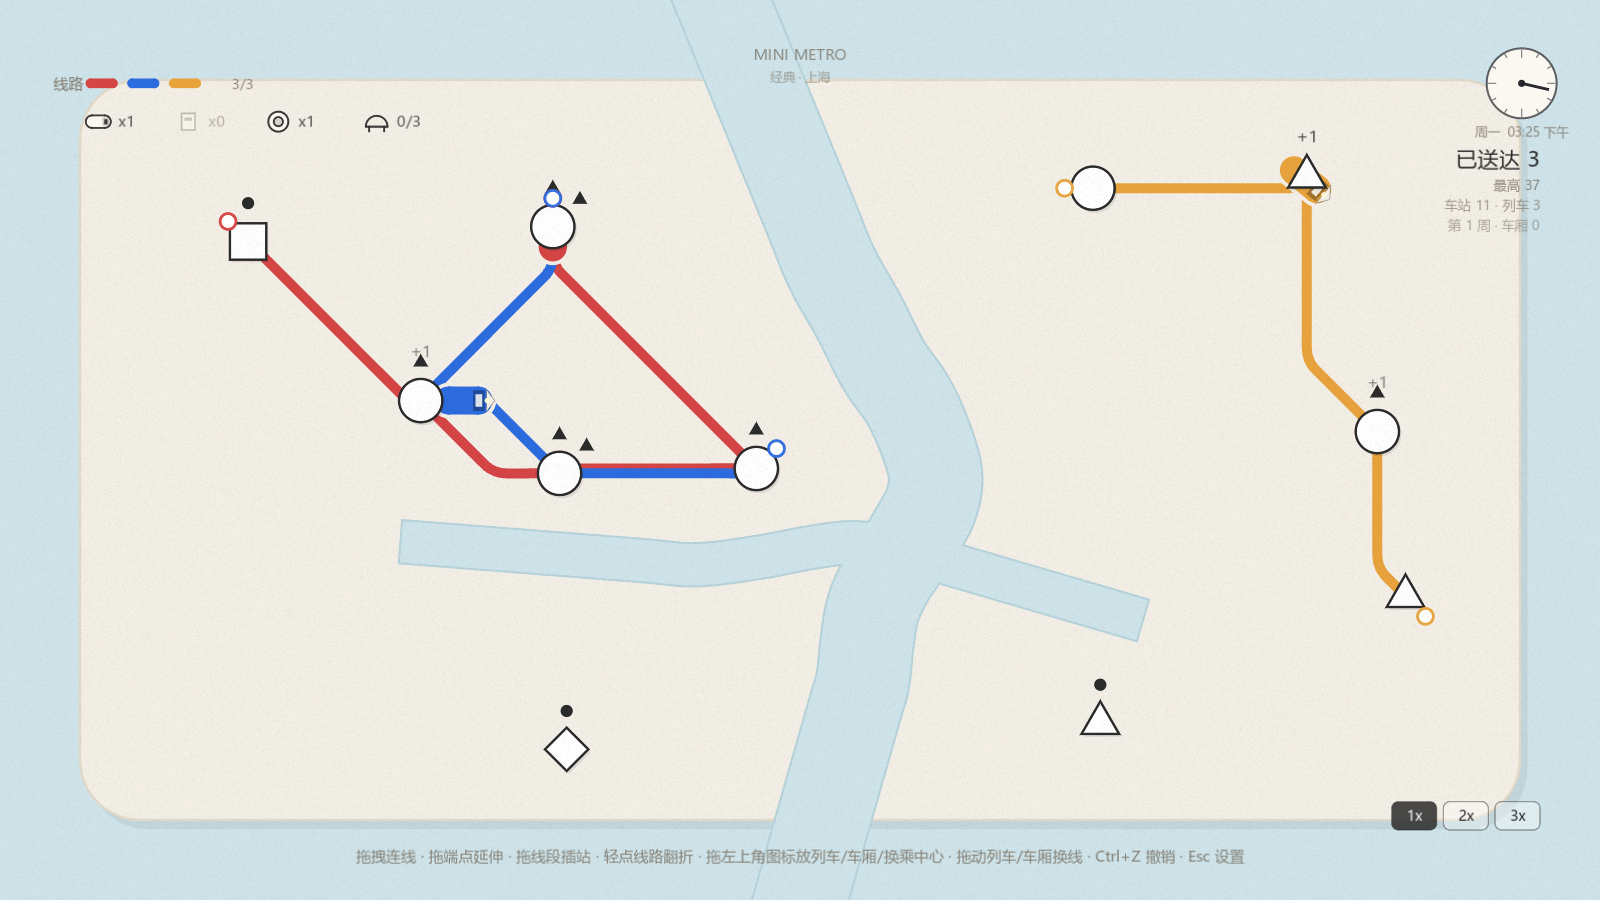 MINI METRO
经典 · 上海
线路
3/3
x1
x0
x1
0/3
周一 03:25 下午
已送达 3
最高 37
车站 11 · 列车 3
第 1 周 · 车厢 0
+1
+1
+1
1x
2x
3x
拖拽连线 · 拖端点延伸 · 拖线段插站 · 轻点线路翻折 · 拖左上角图标放列车/车厢/换乘中心 · 拖动列车/车厢换线 · Ctrl+Z 撤销 · Esc 设置